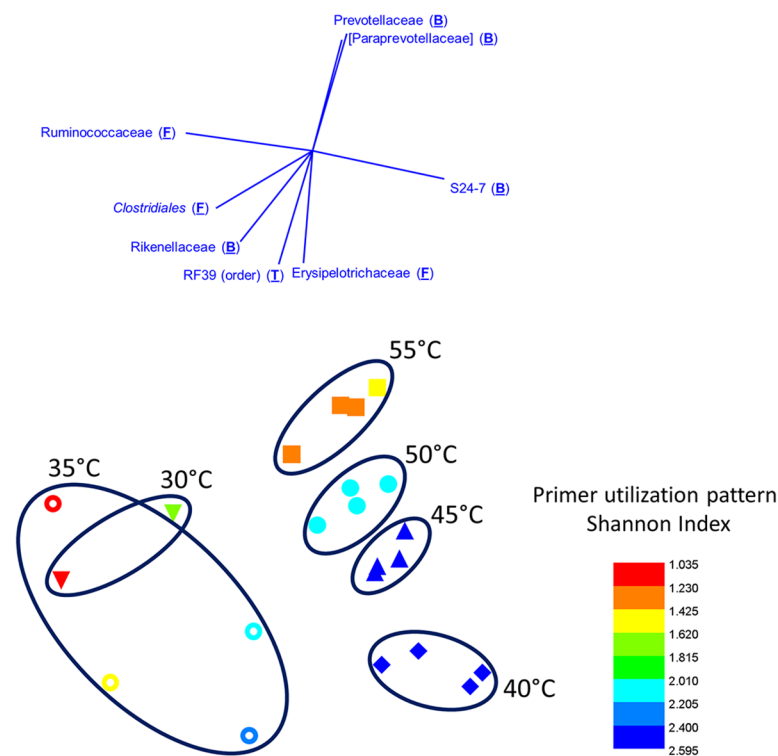 Prevotellaceae (B)
[Paraprevotellaceae] (B)
Ruminococcaceae (F)
S24-7 (B)
Clostridiales (F)
Rikenellaceae (B)
RF39 (order) (T)
Erysipelotrichaceae (F)
55°C
50°C
35°C
30°C
45°C
40°C
Primer utilization pattern
Shannon Index
1.035
1.230
1.425
1.620
1.815
2.010
2.205
2.400
2.595